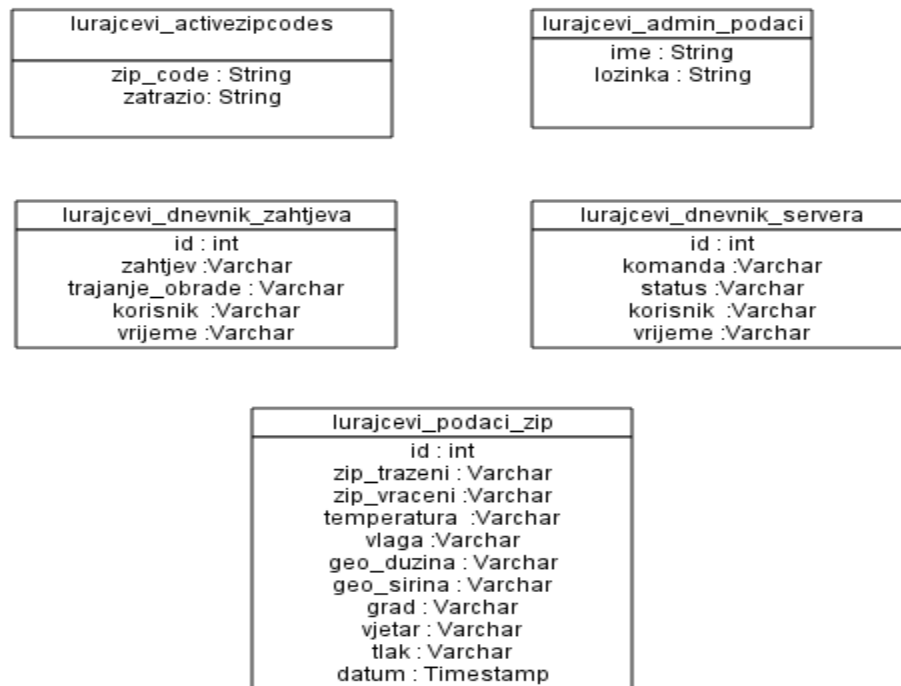 lurajcevi_activezipcodes
zip_code : String
zatrazio: String
lurajcevi_admin_podaci
ime : String
lozinka : String
lurajcevi_dnevnik_zahtjeva
id : int
zahtjev :Varchar
trajanje_obrade : Varchar
korisnik :Varchar
vrijeme :Varchar
lurajcevi_dnevnik_servera
id : int
komanda :Varchar
status :Varchar
korisnik :Varchar
vrijeme :Varchar
lurajcevi_podaci_zip
id : int
zip_trazeni : Varchar
zip_vraceni :Varchar
temperatura :Varchar
vlaga :Varchar
geo_duzina : Varchar
geo_sirina : Varchar
grad : Varchar
vjetar : Varchar
tlak : Varchar
datum : Timestamp